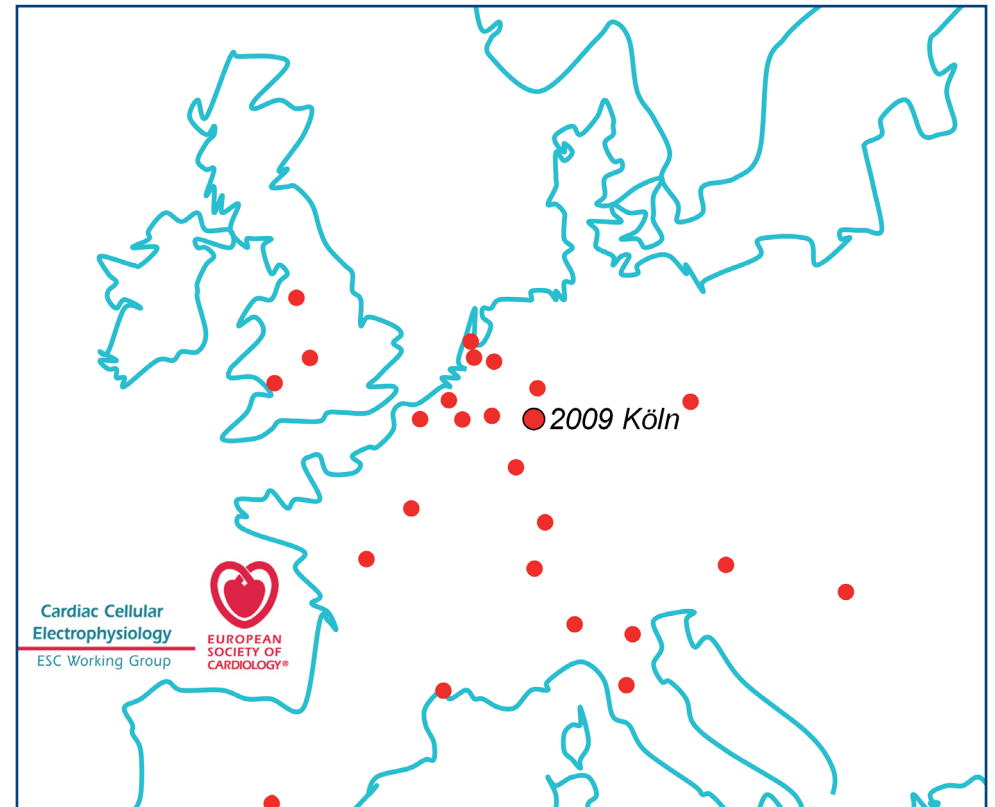 2009 Köln
Cardiac Cellular
Electrophysiology
ESC Working Group
EUROPEAN
SOCIETY OF
CARDIOLOGY®